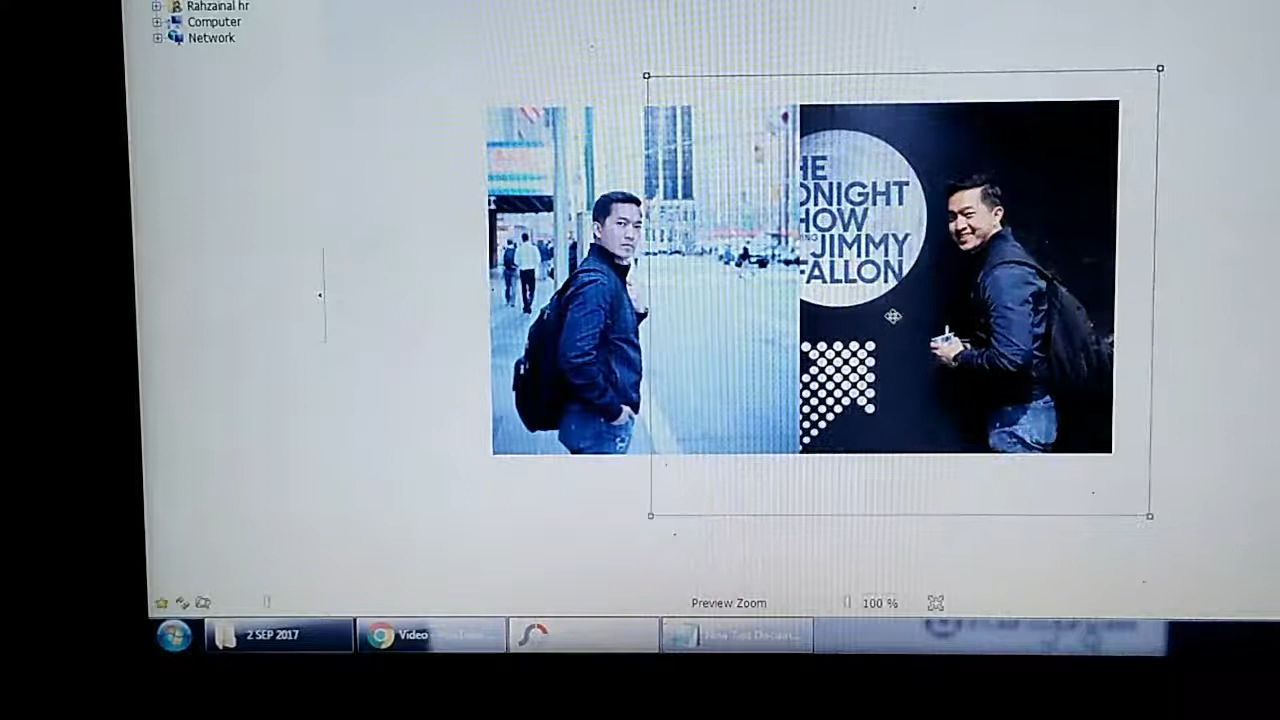 Rahzainal hr
Computer
Network
HE
ONIGHT
HOW
JIMMY
FALLON
Preview Zoom
100 %
2 SEP 2017
Video